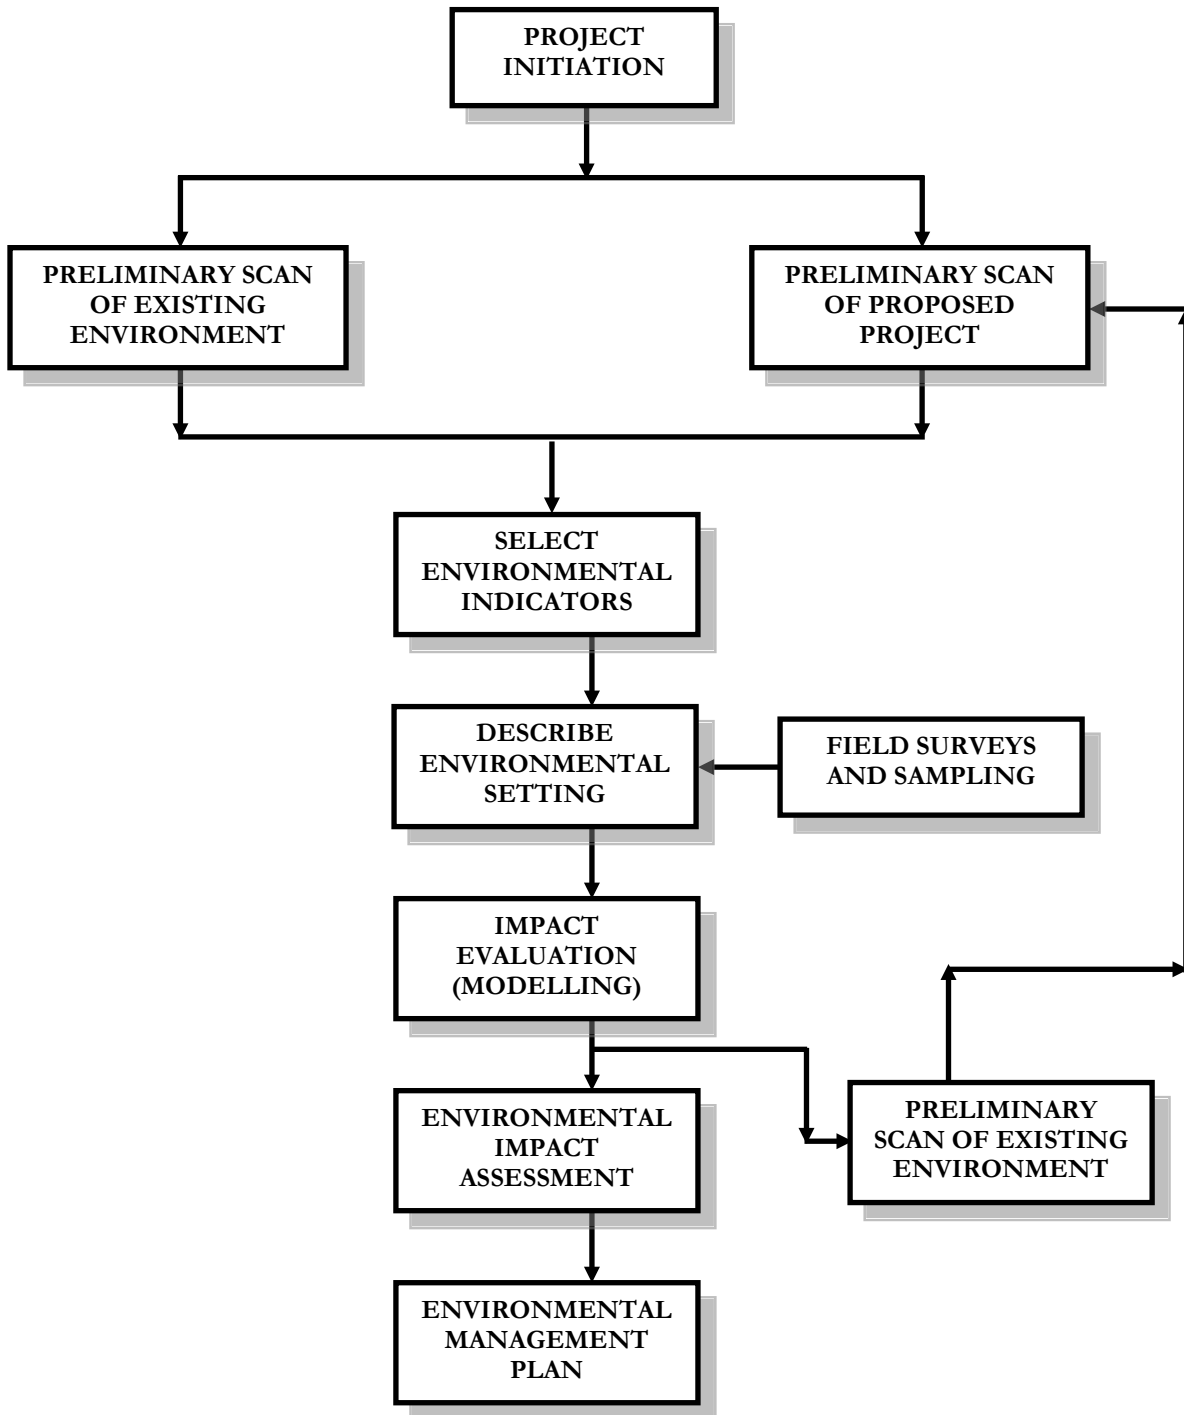 PROJECT
INITIATION
PRELIMINARY SCAN
OF EXISTING
ENVIRONMENT
PRELIMINARY SCAN
OF PROPOSED
PROJECT
SELECT
ENVIRONMENTAL
INDICATORS
DESCRIBE
ENVIRONMENTAL
SETTING
FIELD SURVEYS
AND SAMPLING
IMPACT
EVALUATION
(MODELLING)
ENVIRONMENTAL
IMPACT
ASSESSMENT
PRELIMINARY
SCAN OF EXISTING
ENVIRONMENT
ENVIRONMENTAL
MANAGEMENT
PLAN